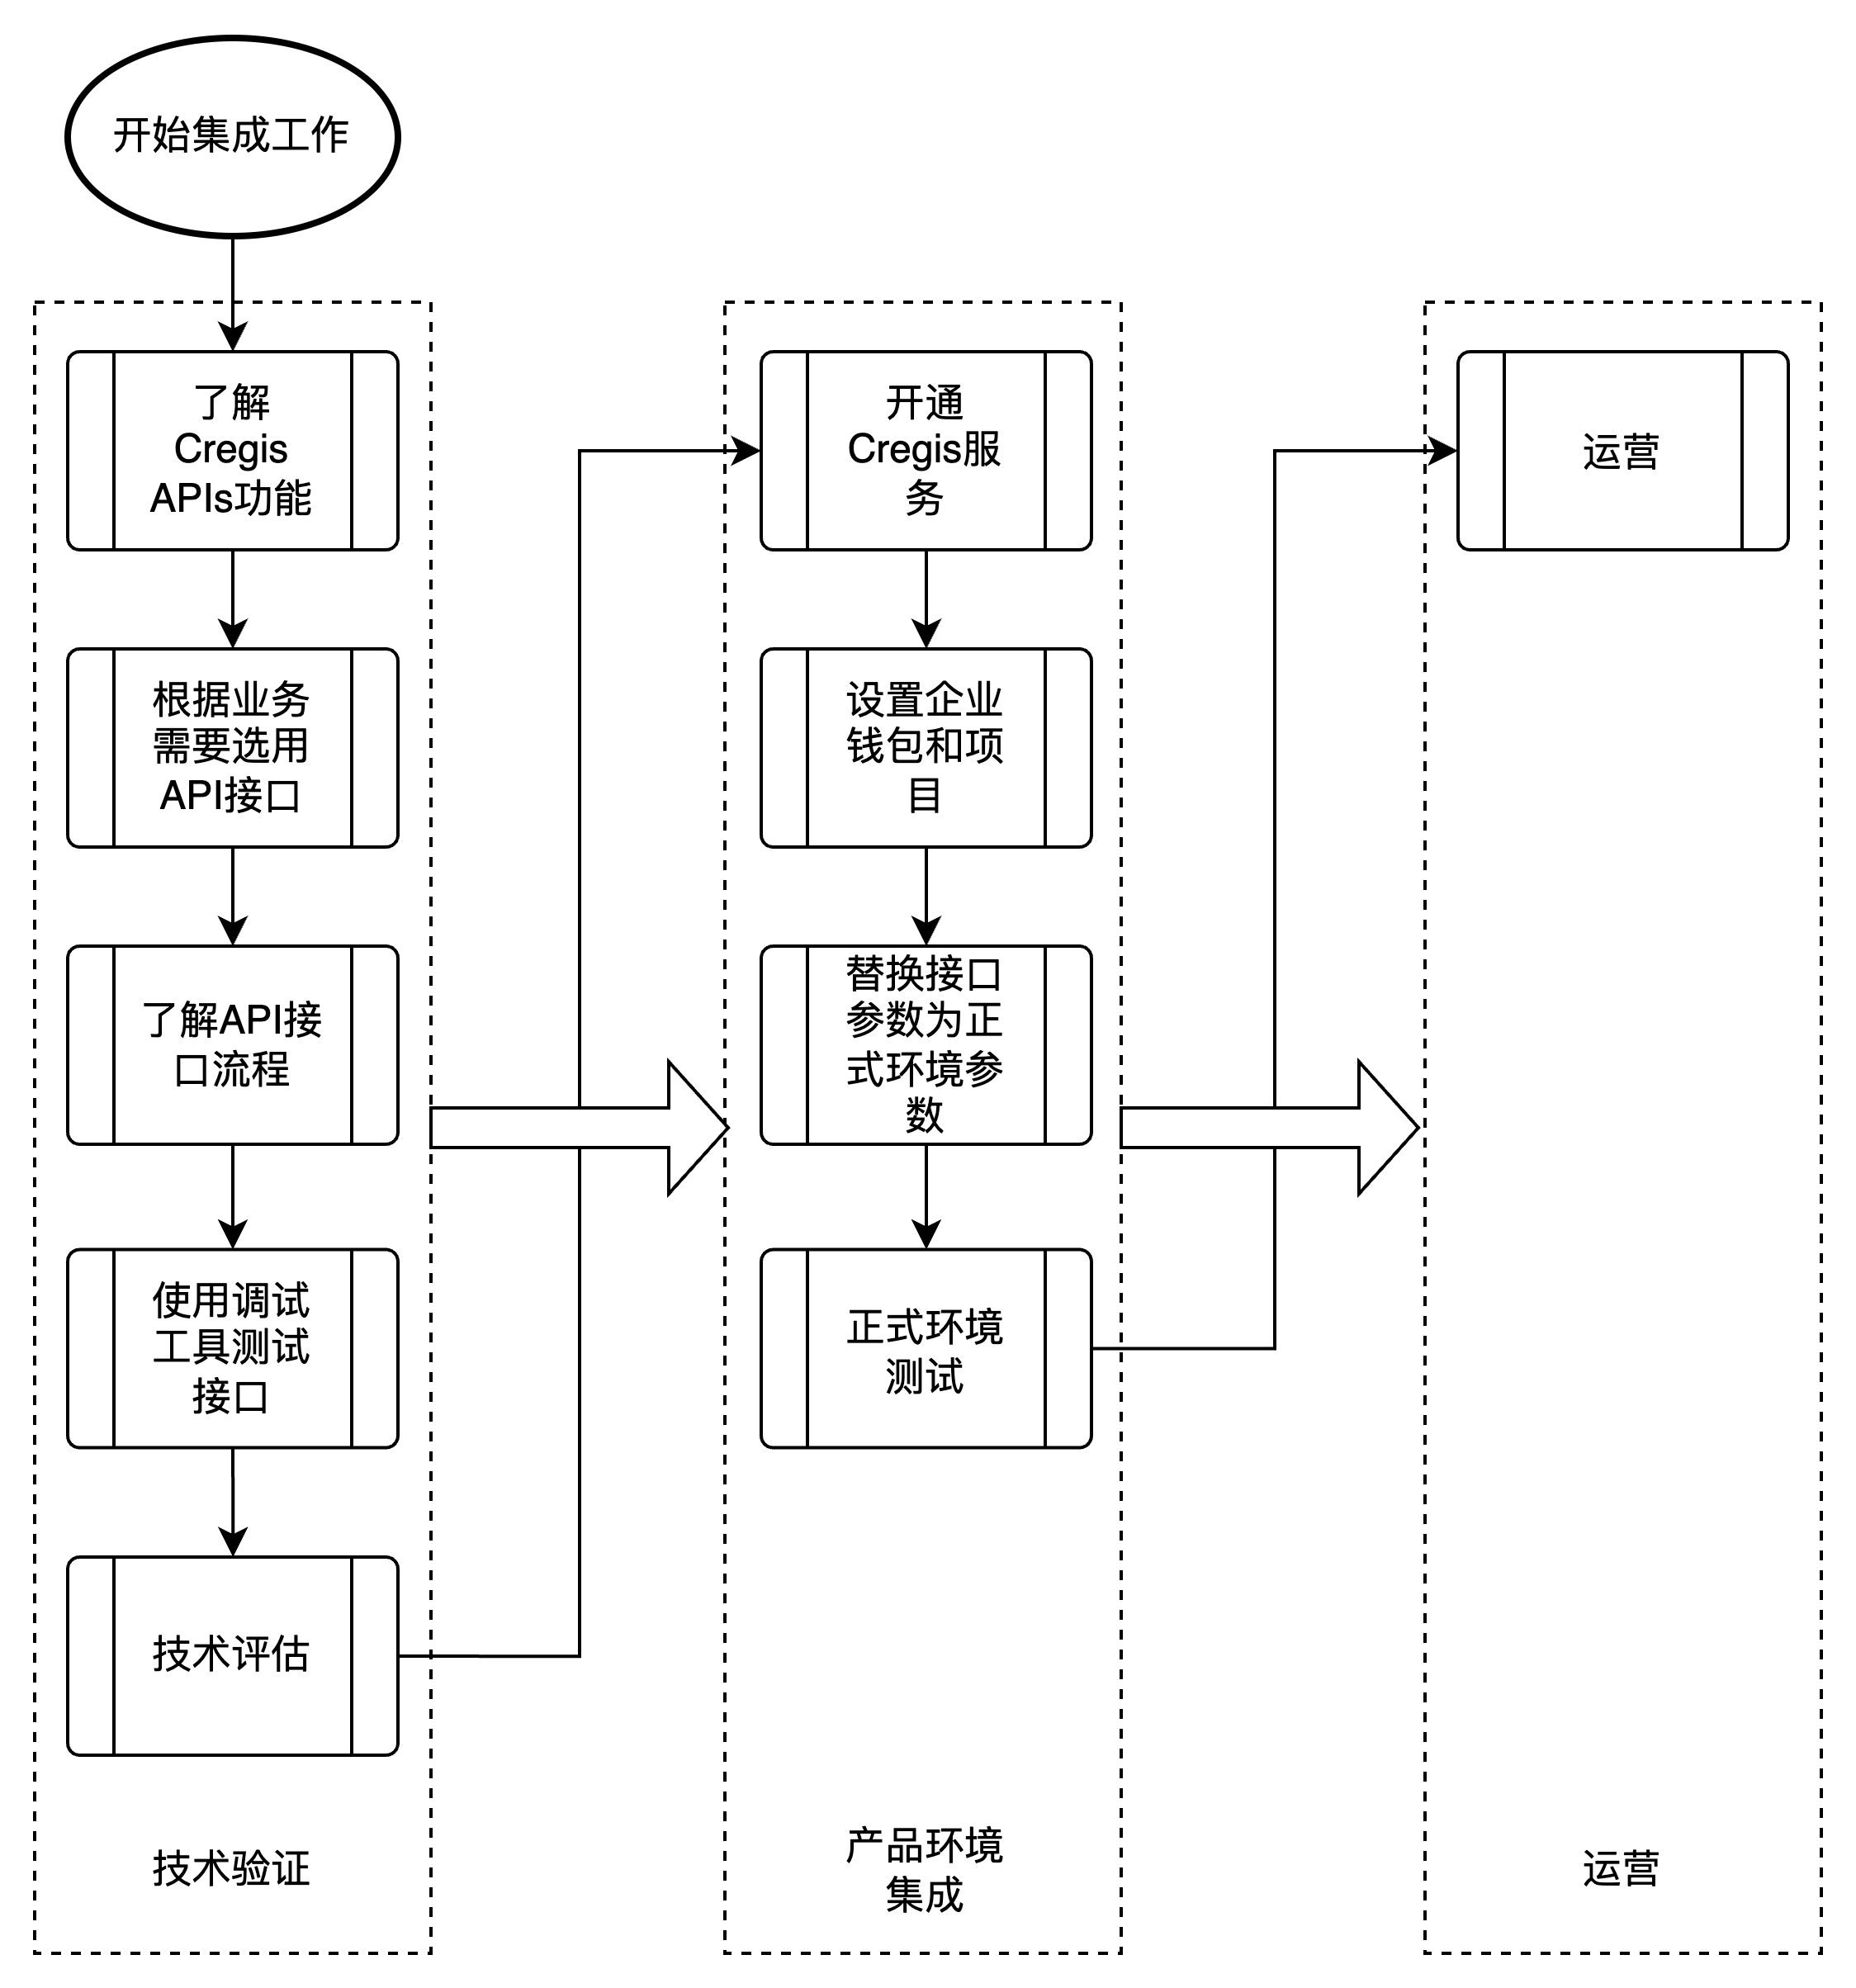 开始集成工作
了解
Cregis
APIs功能
根据业务
需要选用
API接口
了解API接
口流程
使用调试
工具测试
接口
技术评估
技术验证
开通
Cregis服
务
设置企业
钱包和项
目
替换接口
参数为正
式环境参
数
正式环境
测试
产品环境
集成
运营
运营